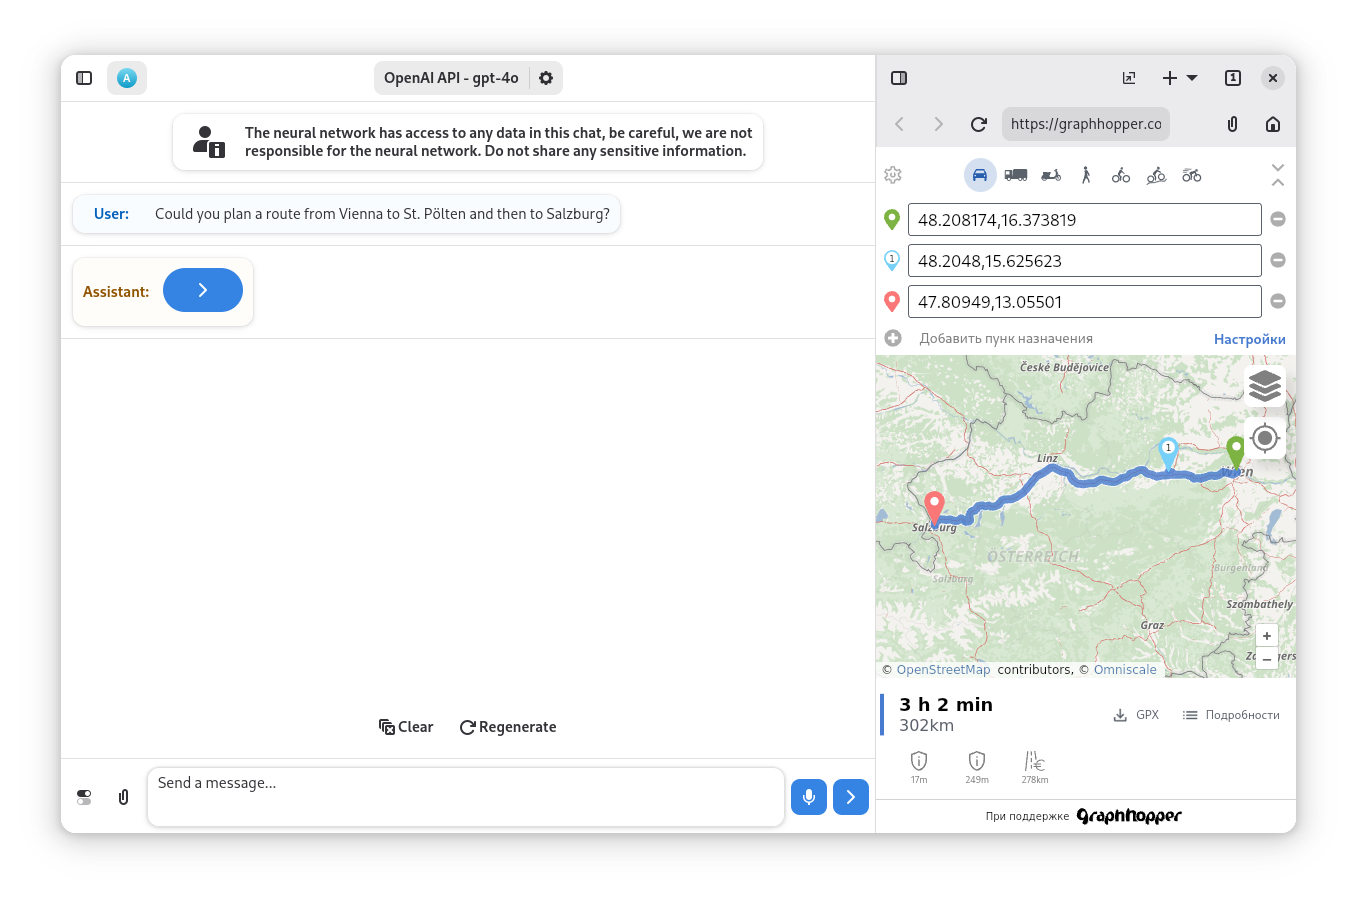 A
OpenAI API - gpt-4o
1
https://graphhopper.co
The neural network has access to any data in this chat, be careful, we are not
responsible for the neural network. Do not share any sensitive information.
User: Could you plan a route from Vienna to St. Pölten and then to Salzburg?
Assistant:
Clear
Regenerate
Send a message...
48.208174,16.373819
1
48.2048,15.625623
47.80949,13.05501
Добавить пунк назначения
Настройки
České Budějovice
Linz
1
Wien
Salzburg
ÖSTERREICH
Salzburg
Burgenland
Szombathely
Graz
+
−
© OpenStreetMap contributors, © Omniscale
3 h 2 min
302km
GPX
Подробности
17m
249m
278km
При поддержке graphhopper